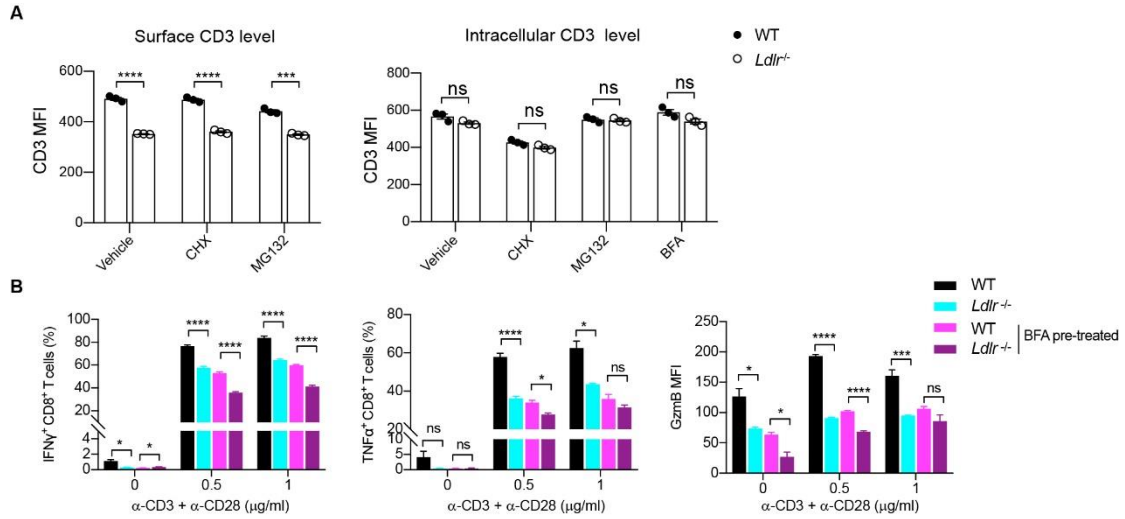 A
Surface CD3 level
CD3 MFI
600
400
200
0
****
****
***
Vehicle
CHX
MG132
Intracellular CD3 level
CD3 MFI
800
600
400
200
0
ns
ns
ns
ns
Vehicle
CHX
MG132
BFA
WT
Ldlr-/-
B
IFNγ+ CD8+ T cells (%)
100
80
60
40
4
2
0
*
*
****
****
****
****
0
0.5
1
α-CD3 + α-CD28 (μg/ml)
TNFα+ CD8+ T cells (%)
80
60
40
20
10
5
0
ns
ns
****
*
*
ns
0
0.5
1
α-CD3 + α-CD28 (μg/ml)
GzmB MFI
250
200
150
100
50
0
*
*
****
****
***
ns
0
0.5
1
α-CD3 + α-CD28 (μg/ml)
WT
Ldlr -/-
WT
Ldlr -/-
BFA pre-treated